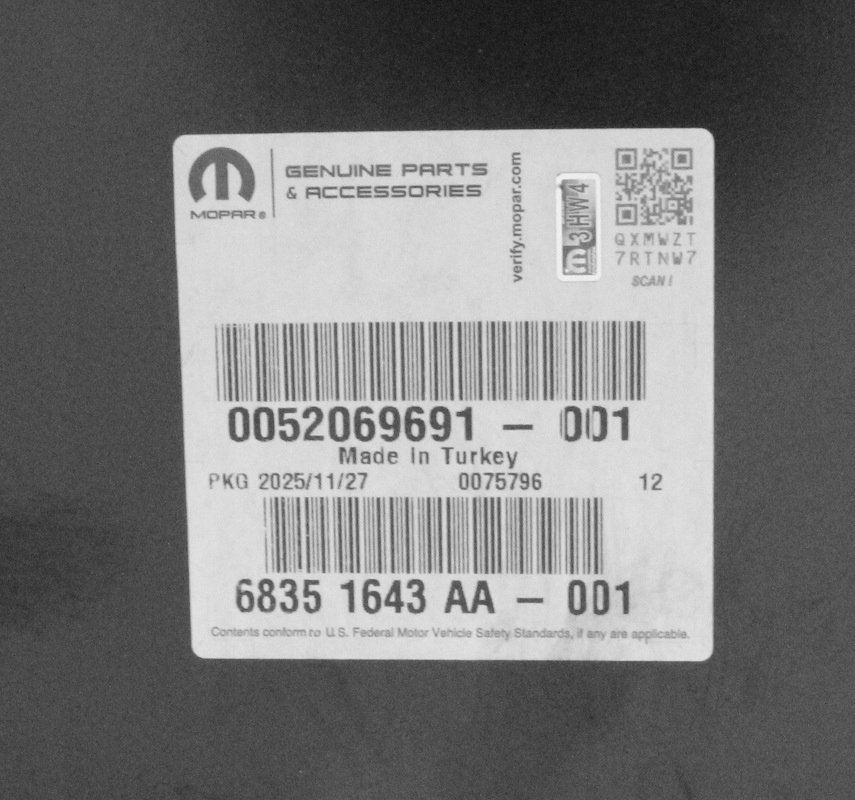 MOPAR®
GENUINE PARTS
& ACCESSORIES
verify.mopar.com
3HW4
QXMWZT
7RTNW7
SCAN!
0052069691 - 001
Made In Turkey
PKG 2025/11/27 0075796 12
6835 1643 AA - 001
Contents conform to U.S. Federal Motor Vehicle Safety Standards, if any are applicable.